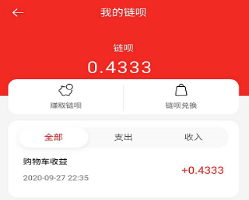 我的链呗
链呗
0.4333
赚取链呗
链呗兑换
全部
支出
收入
购物车收益
2020-09-27 22:35
+0.4333